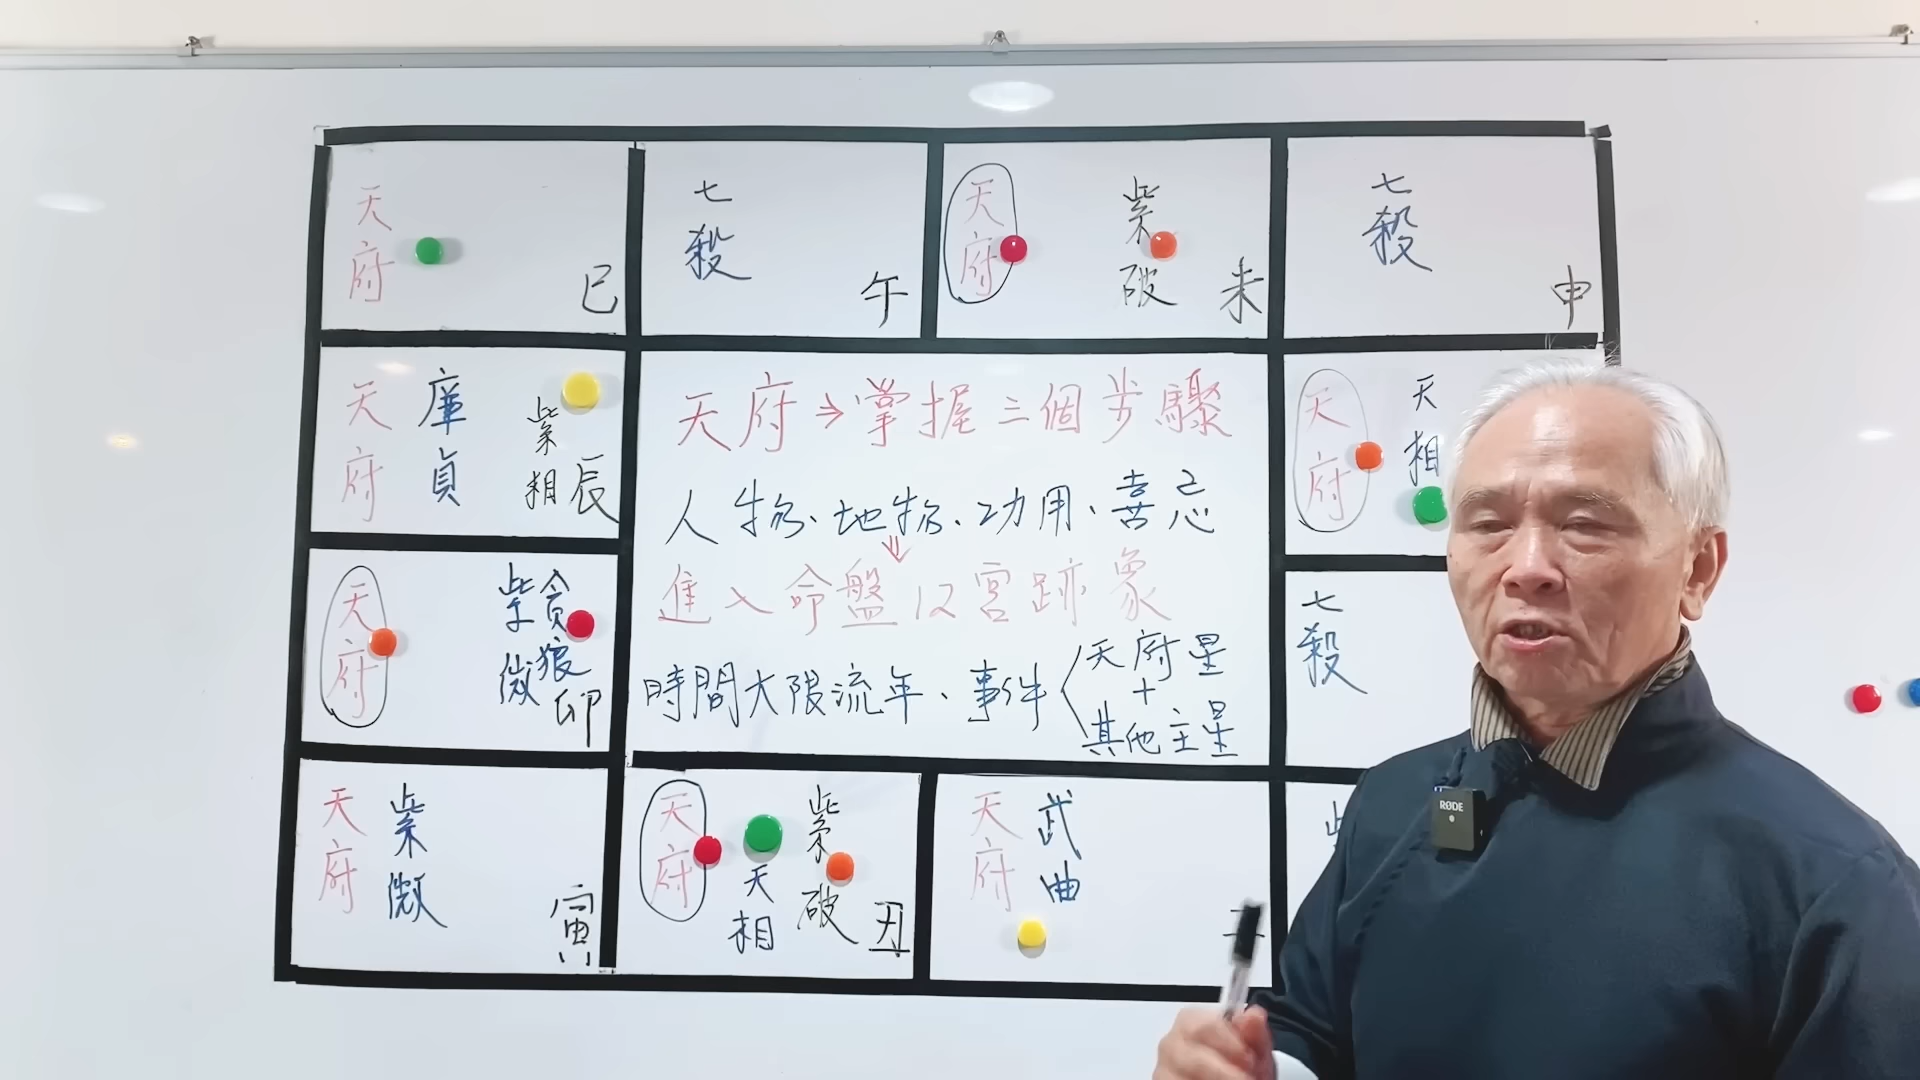 天府
巳
七殺
午
天府
紫破
未
七殺
申
天府
廉貞
紫相
辰
天府 → 掌握三個步驟
人物、地物、功用、喜忌
進入命盤12宮跡象
時間大限流年、事件
天府星
+
其他主星
天府
天相
天府
紫微
貪狼
卯
七殺
天府
紫微
寅
天府
天相
紫破
丑
天府
武曲
RØDE